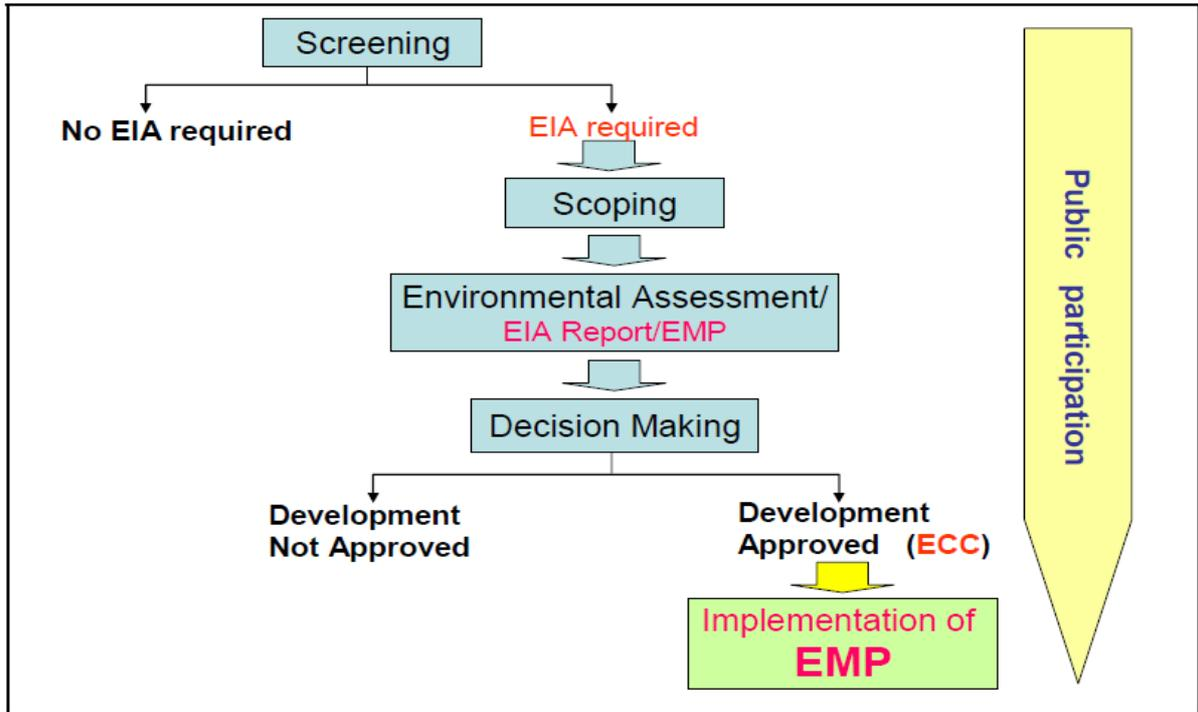 Screening
No EIA required
EIA required
Scoping
Environmental Assessment/
EIA Report/EMP
Decision Making
Development
Not Approved
Development
Approved (ECC)
Implementation of
EMP
Public participation